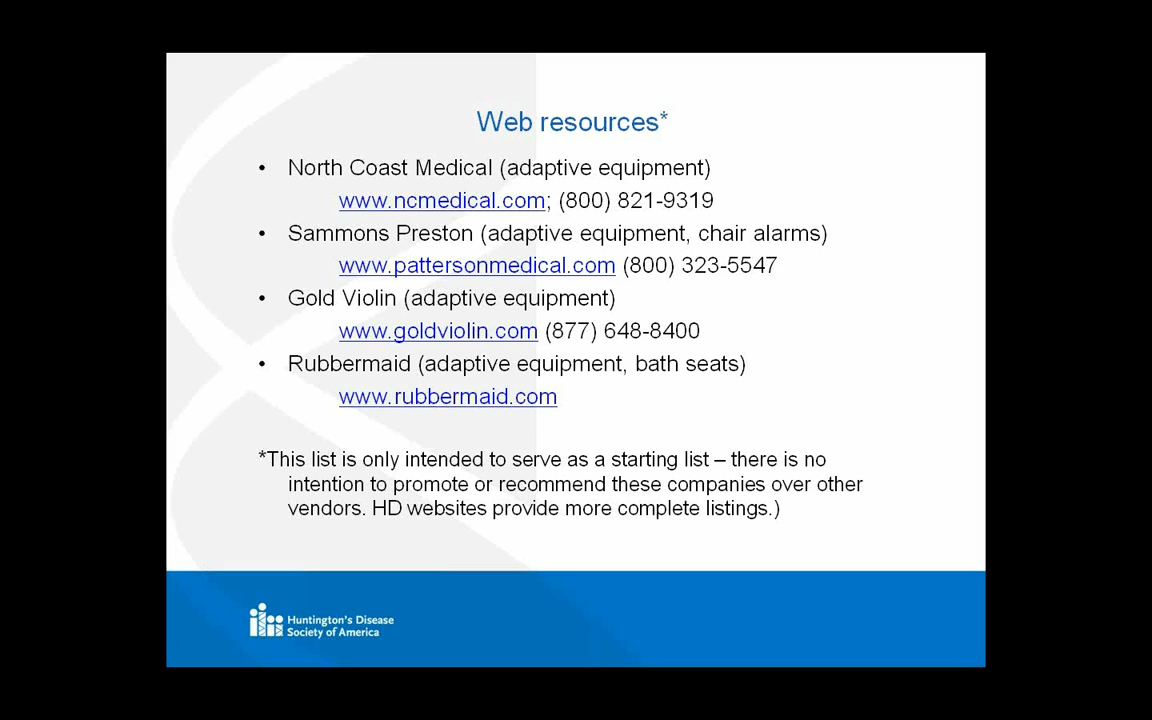 Web resources*
• North Coast Medical (adaptive equipment)
www.ncmedical.com; (800) 821-9319
• Sammons Preston (adaptive equipment, chair alarms)
www.pattersonmedical.com (800) 323-5547
• Gold Violin (adaptive equipment)
www.goldviolin.com (877) 648-8400
• Rubbermaid (adaptive equipment, bath seats)
www.rubbermaid.com
*This list is only intended to serve as a starting list – there is no
intention to promote or recommend these companies over other
vendors. HD websites provide more complete listings.)
Huntington's Disease
Society of America